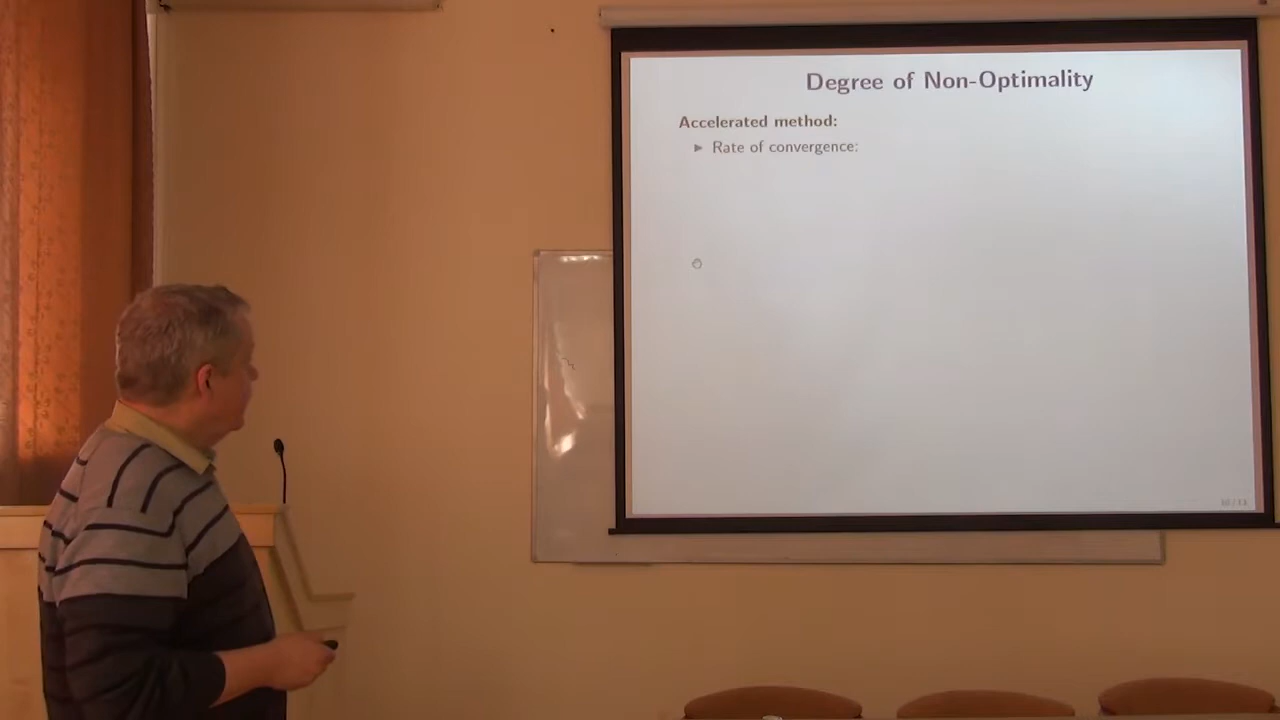 Degree of Non-Optimality
Accelerated method:
► Rate of convergence: